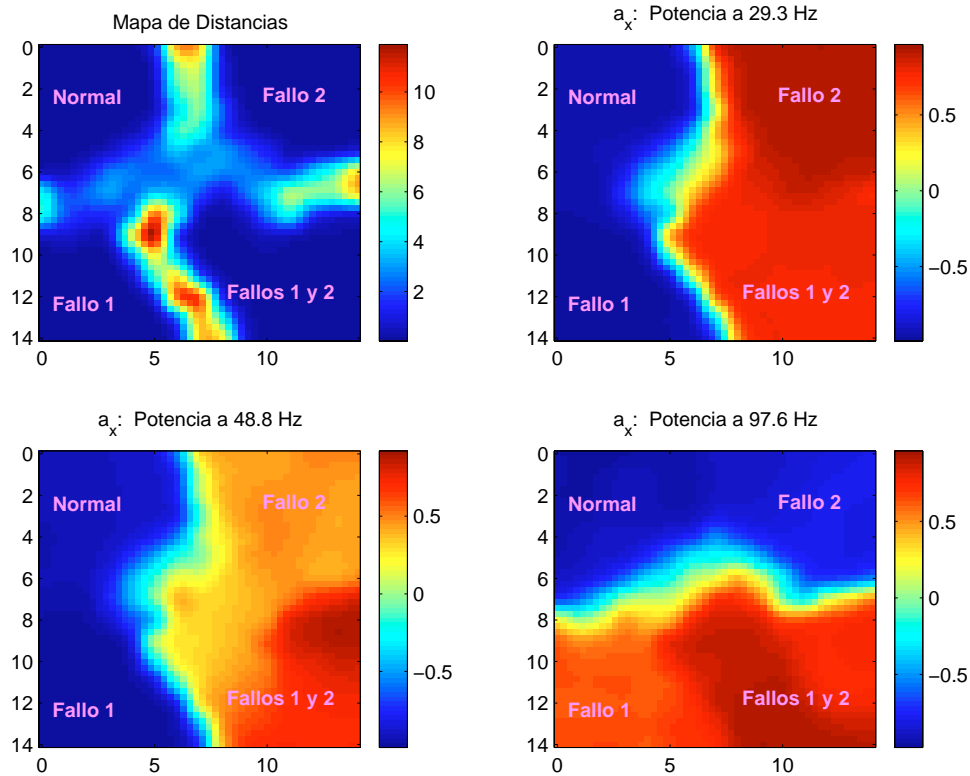 Mapa de Distancias
0
2
4
6
8
10
12
14
0
5
10
Normal
Fallo 2
Fallo 1
Fallos 1 y 2
10
8
6
4
2
a_x: Potencia a 29.3 Hz
0
2
4
6
8
10
12
14
0
5
10
Normal
Fallo 2
Fallo 1
Fallos 1 y 2
0.5
0
−0.5
a_x: Potencia a 48.8 Hz
0
2
4
6
8
10
12
14
0
5
10
Normal
Fallo 2
Fallo 1
Fallos 1 y 2
0.5
0
−0.5
a_x: Potencia a 97.6 Hz
0
2
4
6
8
10
12
14
0
5
10
Normal
Fallo 2
Fallo 1
Fallos 1 y 2
0.5
0
−0.5